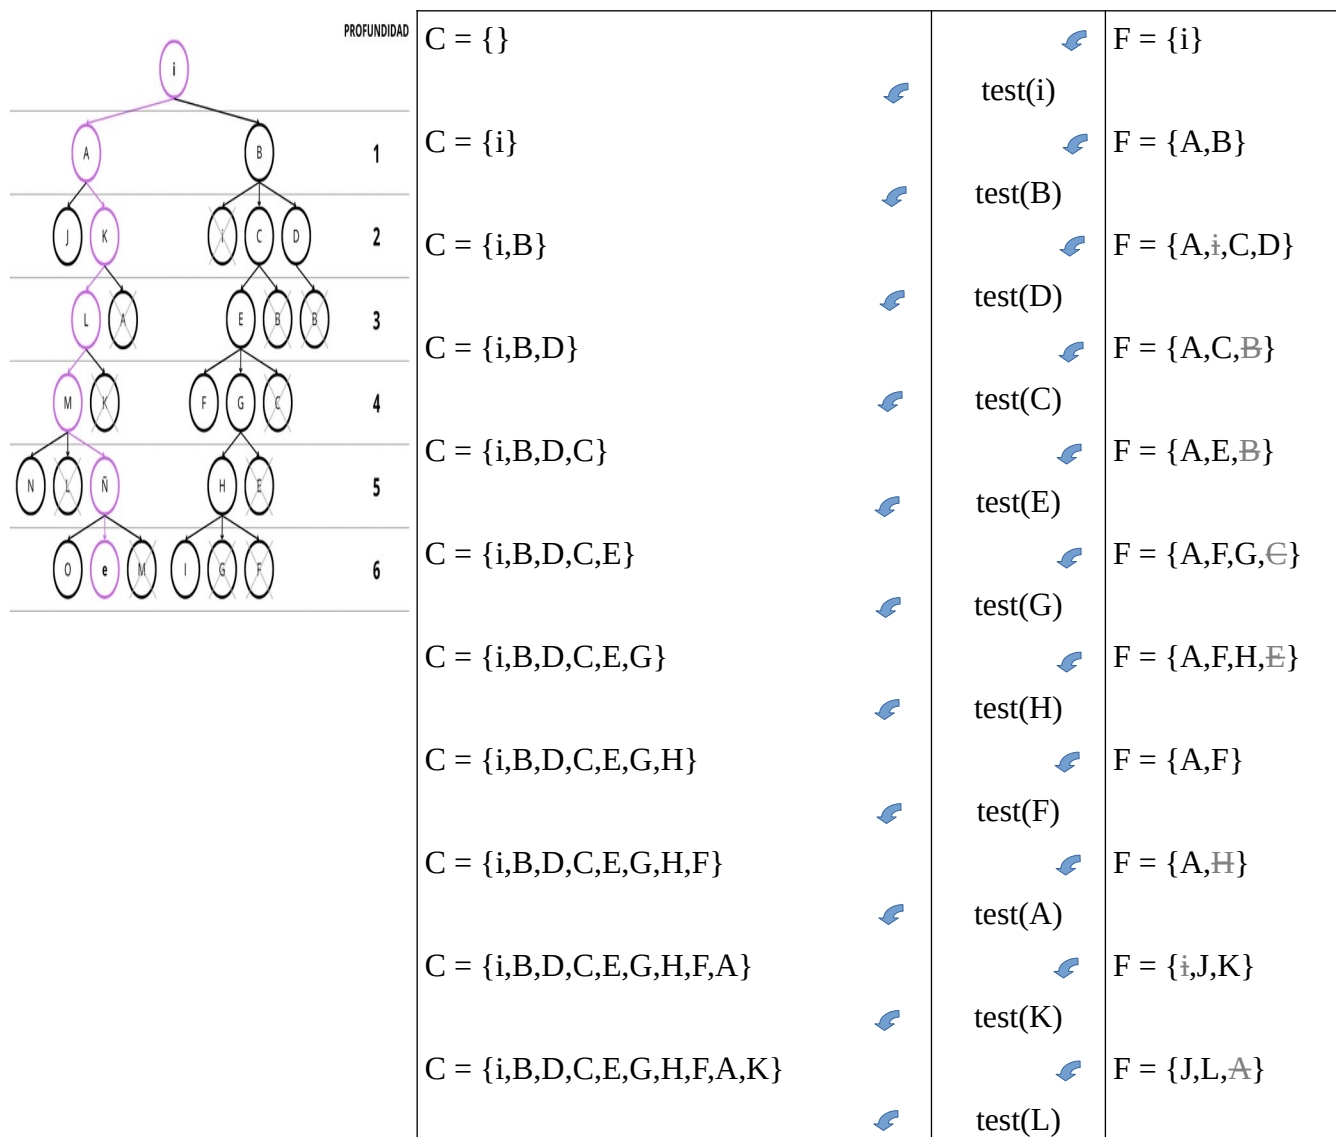 PROFUNDIDAD
i
A B 1
J K i C D 2
L A E B B 3
M K F G C 4
N L Ñ H E 5
O e M I G F 6
C = {} F = {i}
test(i)
C = {i} F = {A,B}
test(B)
C = {i,B} F = {A,i,C,D}
test(D)
C = {i,B,D} F = {A,C,B}
test(C)
C = {i,B,D,C} F = {A,E,B}
test(E)
C = {i,B,D,C,E} F = {A,F,G,C}
test(G)
C = {i,B,D,C,E,G} F = {A,F,H,E}
test(H)
C = {i,B,D,C,E,G,H} F = {A,F}
test(F)
C = {i,B,D,C,E,G,H,F} F = {A,H}
test(A)
C = {i,B,D,C,E,G,H,F,A} F = {i,J,K}
test(K)
C = {i,B,D,C,E,G,H,F,A,K} F = {J,L,A}
test(L)